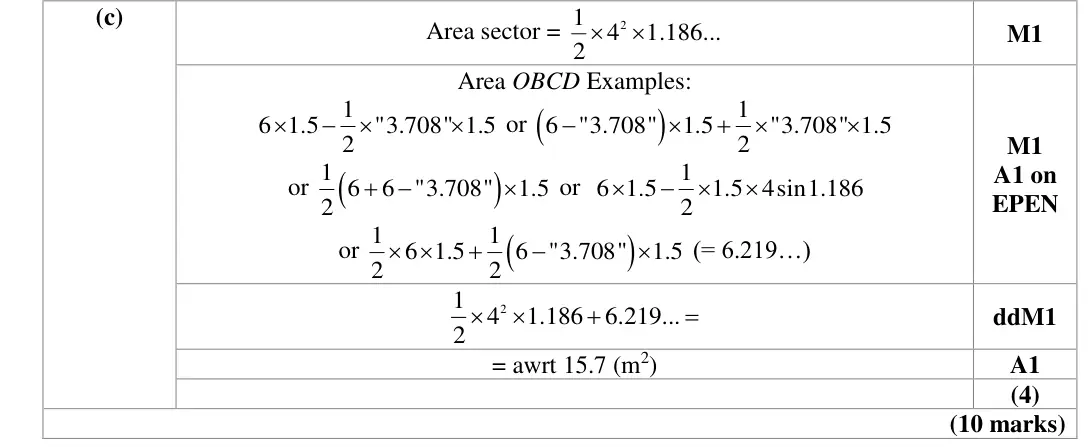 (c)
Area sector = 1/2 × 4² × 1.186... M1
Area OBCD Examples:
6×1.5 − 1/2 × "3.708" × 1.5 or (6 − "3.708") × 1.5 + 1/2 × "3.708" × 1.5
or 1/2 (6 + 6 − "3.708") × 1.5 or 6×1.5 − 1/2 × 1.5 × 4sin1.186
or 1/2 × 6 × 1.5 + 1/2 (6 − "3.708") × 1.5 (= 6.219…)
M1
A1 on
EPEN
1/2 × 4² × 1.186 + 6.219... = ddM1
= awrt 15.7 (m²) A1
(4)
(10 marks)